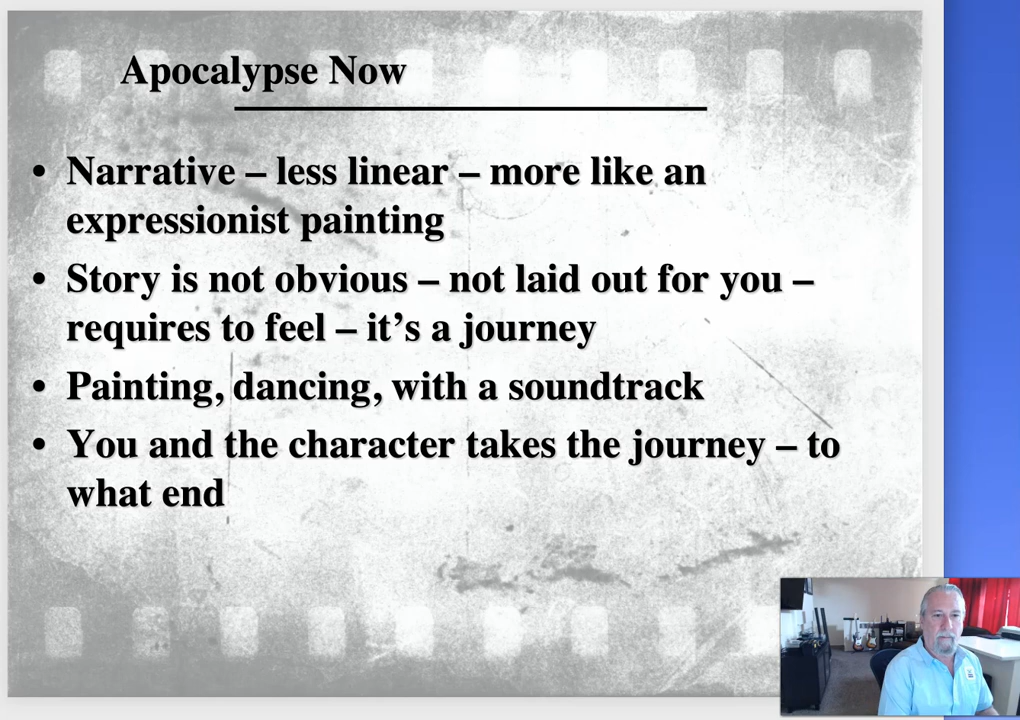 Apocalypse Now
• Narrative – less linear – more like an
expressionist painting
• Story is not obvious – not laid out for you –
requires to feel – it’s a journey
• Painting, dancing, with a soundtrack
• You and the character takes the journey – to
what end